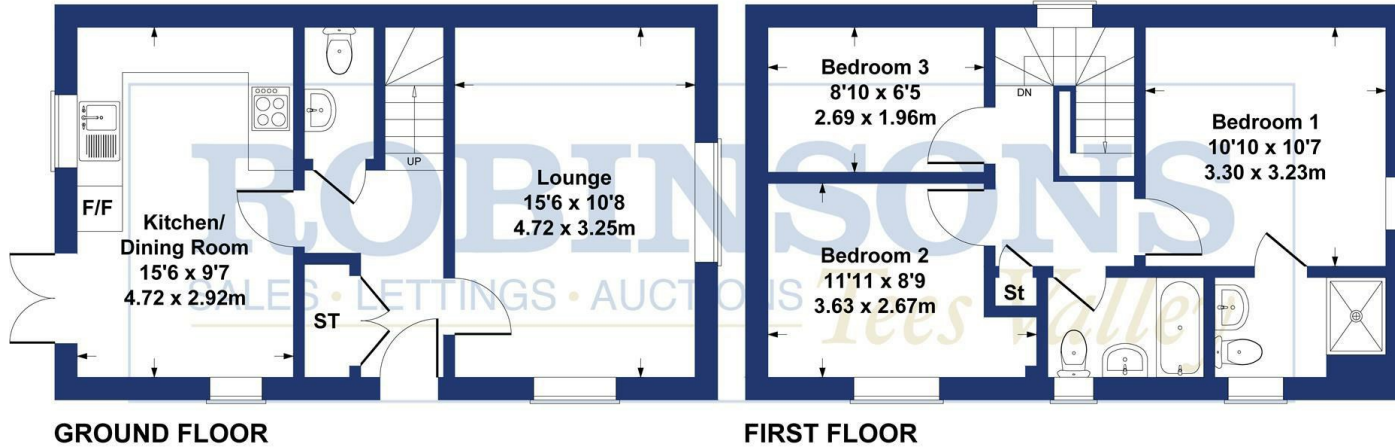 F/F
Kitchen/
Dining Room
15'6 x 9'7
4.72 x 2.92m
ST
UP
Lounge
15'6 x 10'8
4.72 x 3.25m
GROUND FLOOR
Bedroom 3
8'10 x 6'5
2.69 x 1.96m
DN
Bedroom 1
10'10 x 10'7
3.30 x 3.23m
Bedroom 2
11'11 x 8'9
3.63 x 2.67m
St
FIRST FLOOR
ROBINSONS
SALES · LETTINGS · AUCTIONS
Tees Valley